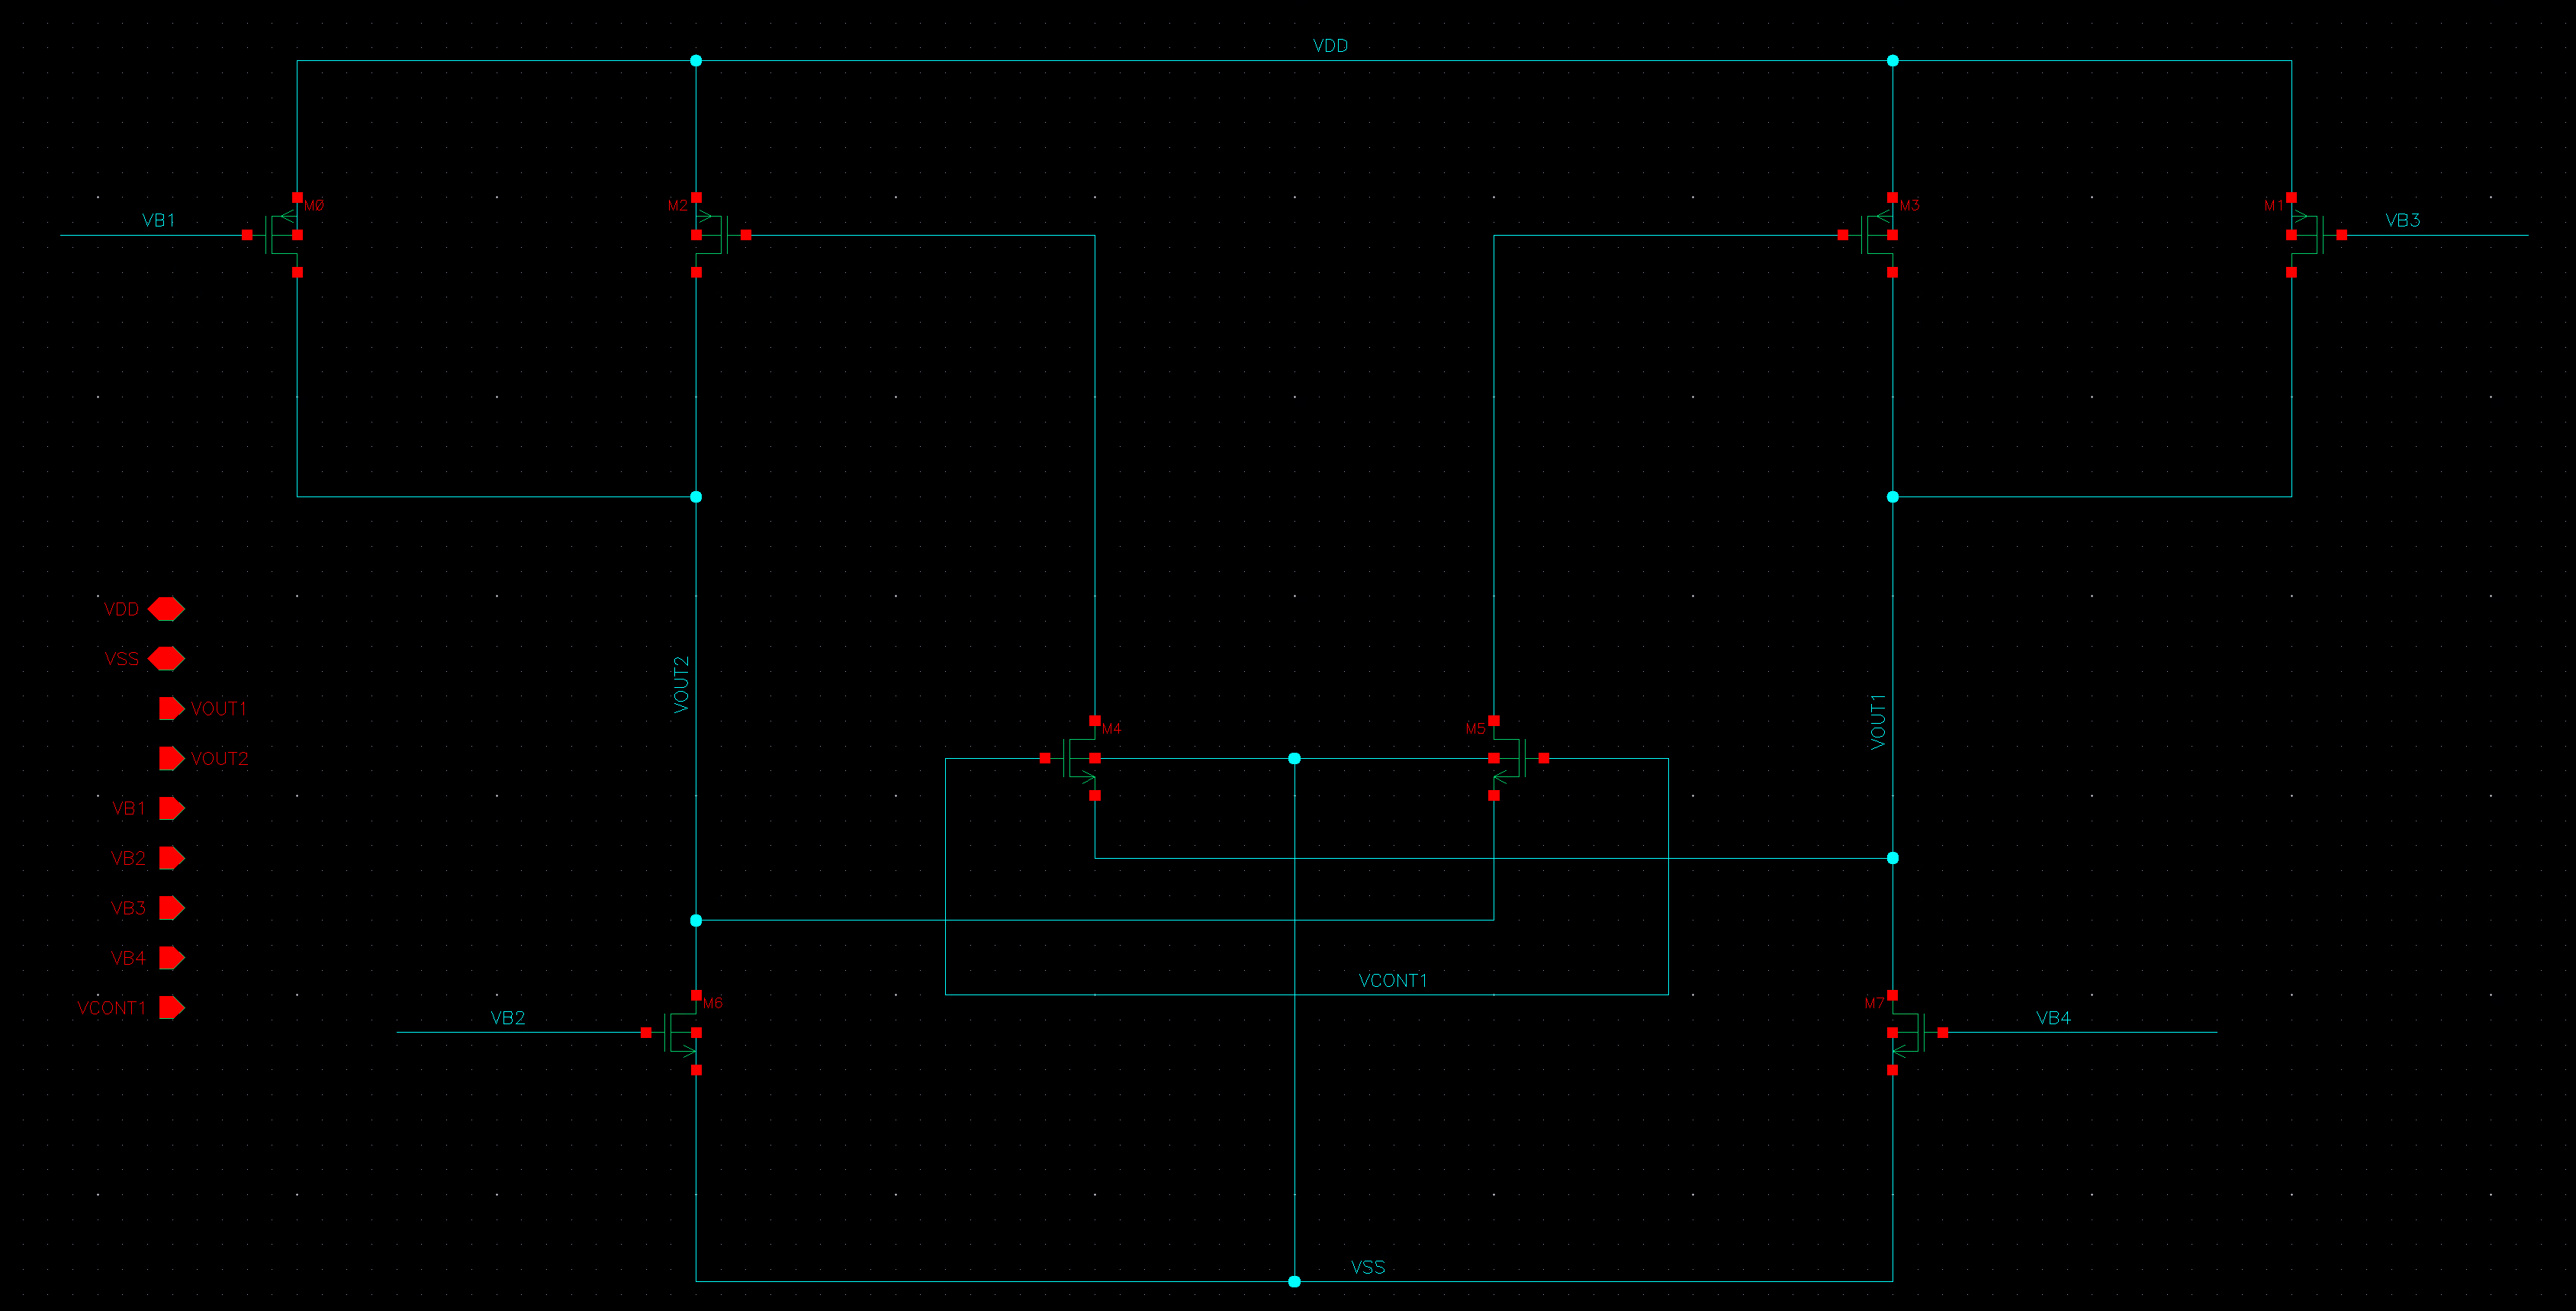 VDD
M0
M2
M3
M1
VB1
VB3
VDD
VSS
VOUT2
VOUT1
VOUT1
M4
M5
VOUT2
VB1
VB2
VB3
VB4
VCONT1
VCONT1
M6
M7
VB2
VB4
VSS